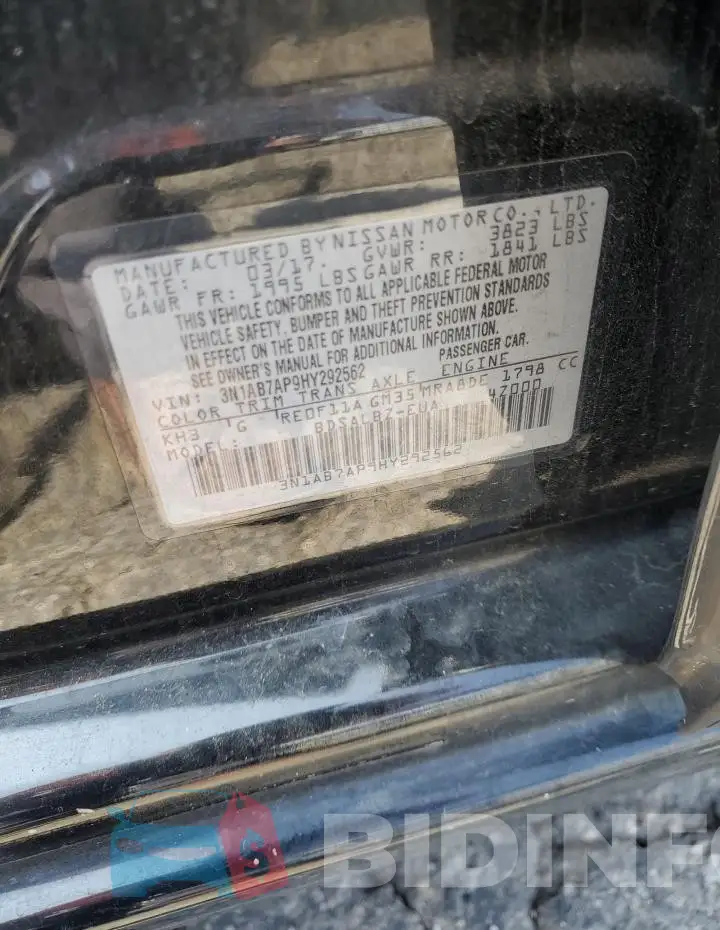 MANUFACTURED BY NISSAN MOTOR CO., LTD.
DATE: 03/17. GVWR: 3823 LBS
GAWR FR: 1995 LBS GAWR RR: 1841 LBS
THIS VEHICLE CONFORMS TO ALL APPLICABLE FEDERAL MOTOR
VEHICLE SAFETY, BUMPER AND THEFT PREVENTION STANDARDS
IN EFFECT ON THE DATE OF MANUFACTURE SHOWN ABOVE.
SEE OWNER'S MANUAL FOR ADDITIONAL INFORMATION.
VIN: 3N1AB7AP9HY292562 PASSENGER CAR.
COLOR TRIM TRANS AXLE ENGINE
KH3 G RE0F11A GM35 MRA8DE 1798 CC
MODEL: BDSALBZ-EUA 47000
3N1AB7AP9HY292562
BIDINF